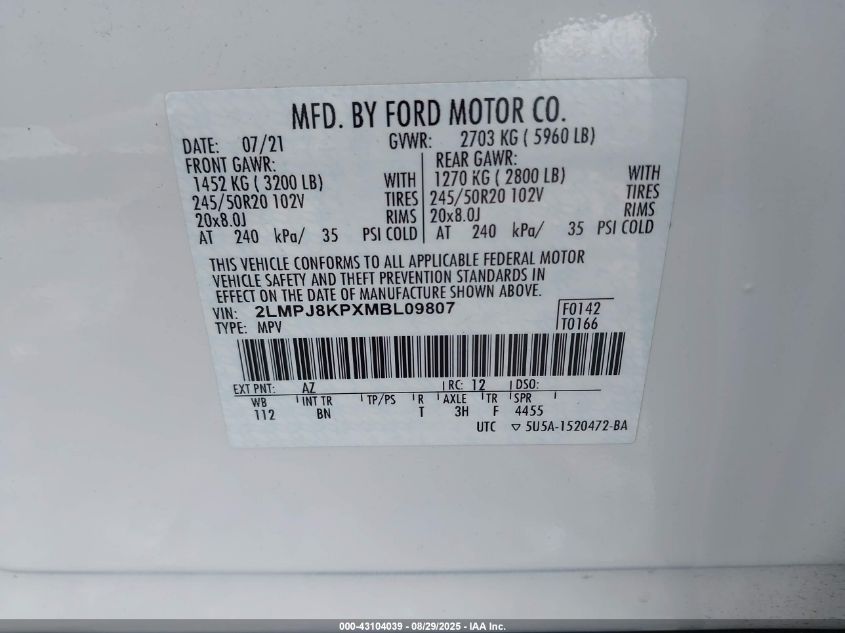 MFD. BY FORD MOTOR CO.
DATE: 07/21 GVWR: 2703 KG ( 5960 LB)
FRONT GAWR: REAR GAWR:
1452 KG ( 3200 LB) WITH 1270 KG ( 2800 LB) WITH
245/50R20 102V TIRES 245/50R20 102V TIRES
20x8.0J RIMS 20x8.0J RIMS
AT 240 kPa/ 35 PSI COLD AT 240 kPa/ 35 PSI COLD
THIS VEHICLE CONFORMS TO ALL APPLICABLE FEDERAL MOTOR
VEHICLE SAFETY AND THEFT PREVENTION STANDARDS IN
EFFECT ON THE DATE OF MANUFACTURE SHOWN ABOVE.
VIN: 2LMPJ8KPXMBL09807 F0142
TYPE: MPV T0166
EXT PNT: AZ RC: 12 DSO:
WB INT TR TP/PS R AXLE TR SPR
112 BN T 3H F 4455
UTC ▽ 5U5A-1520472-BA
000-43104039 - 08/29/2025 - IAA Inc.